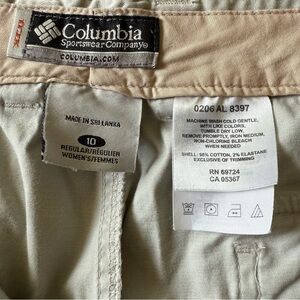 Columbia
Sportswear Company®
COLUMBIA.COM
MADE IN SRI LANKA
10
REGULAR/RÉGULIER
WOMEN'S/FEMMES
0206 AL 8397
MACHINE WASH COLD GENTLE,
WITH LIKE COLORS,
TUMBLE DRY LOW,
REMOVE PROMPTLY, IRON MEDIUM,
NON-CHLORINE BLEACH
WHEN NEEDED
SHELL: 98% COTTON, 2% ELASTANE
EXCLUSIVE OF TRIMMING
RN 69724
CA 05367